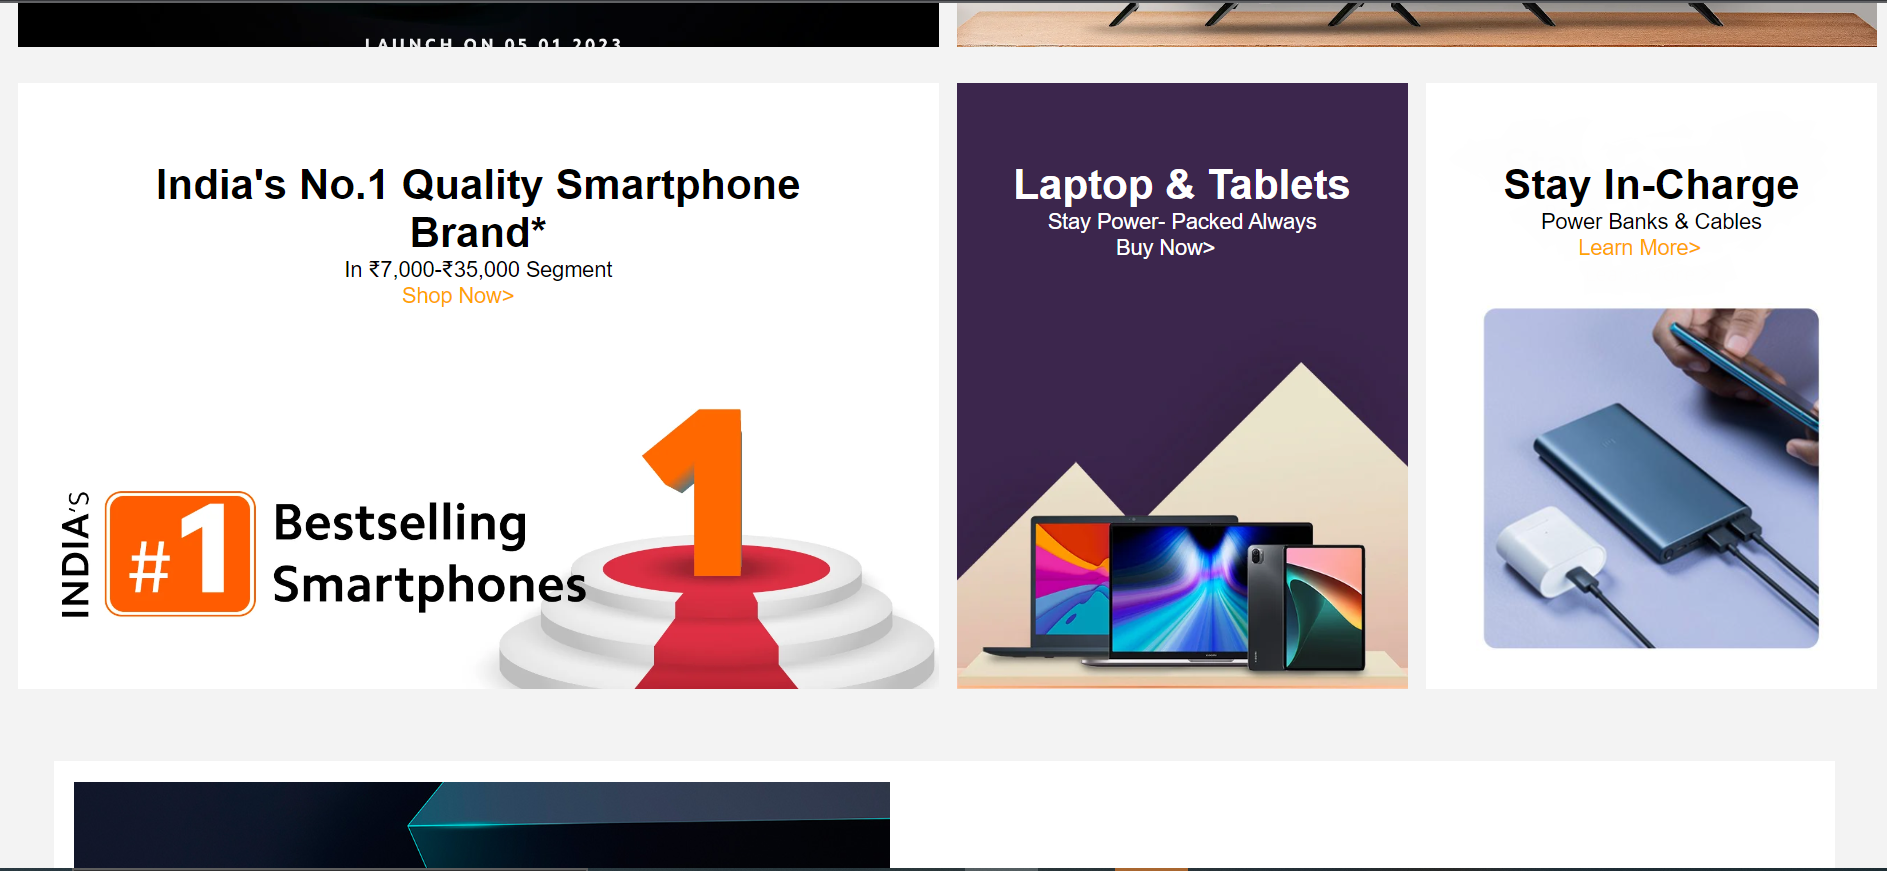 LAUNCH ON 05 01 2023
India's No.1 Quality Smartphone
Brand*
In ₹7,000-₹35,000 Segment
Shop Now>
INDIA'S
#1
Bestselling
Smartphones
1
Laptop & Tablets
Stay Power- Packed Always
Buy Now>
Stay In-Charge
Power Banks & Cables
Learn More>